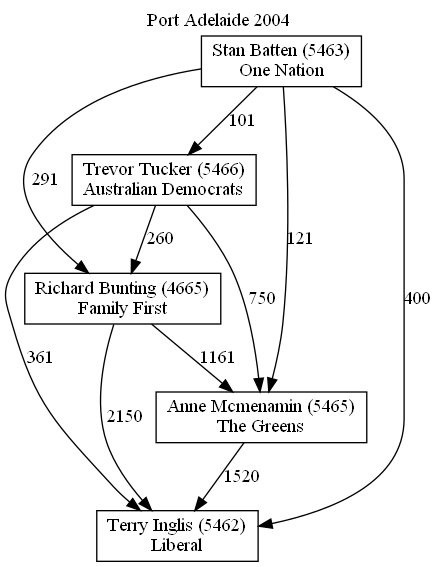 Port Adelaide 2004
Stan Batten (5463)
One Nation
101
Trevor Tucker (5466)
Australian Democrats
291
260
121
Richard Bunting (4665)
Family First
750
400
361
1161
Anne Mcmenamin (5465)
The Greens
2150
1520
Terry Inglis (5462)
Liberal